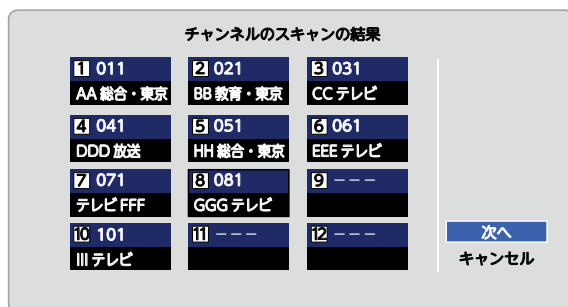 チャンネルのスキャンの結果
1 011
AA 総合・東京
2 021
BB 教育・東京
3 031
CC テレビ
4 041
DDD 放送
5 051
HH 総合・東京
6 061
EEE テレビ
7 071
テレビ FFF
8 081
GGG テレビ
9 ---
10 101
III テレビ
11 ---
12 ---
次へ
キャンセル